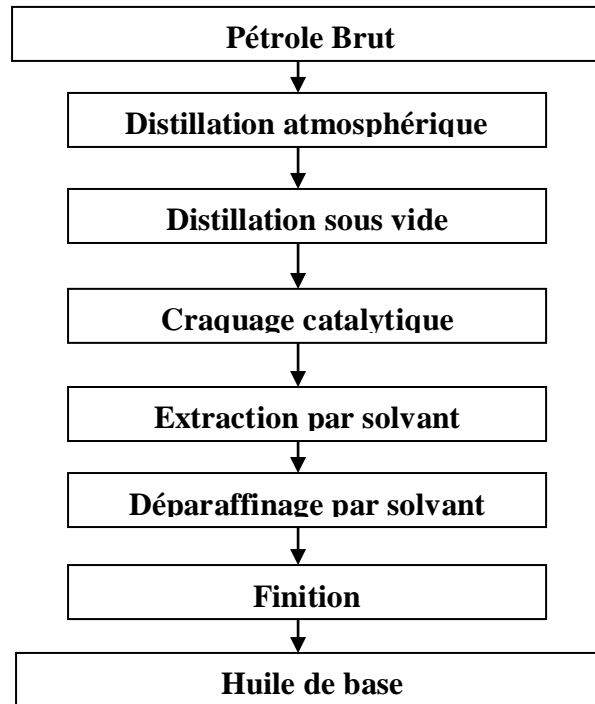 Pétrole Brut
Distillation atmosphérique
Distillation sous vide
Craquage catalytique
Extraction par solvant
Déparaffinage par solvant
Finition
Huile de base